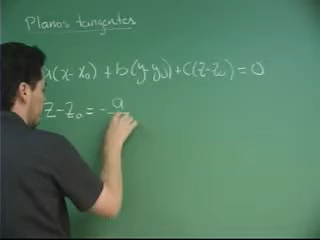 Planos tangentes
a(x-x₀) + b(y-y₀) + c(z-z₀) = 0
z-z₀ = - a